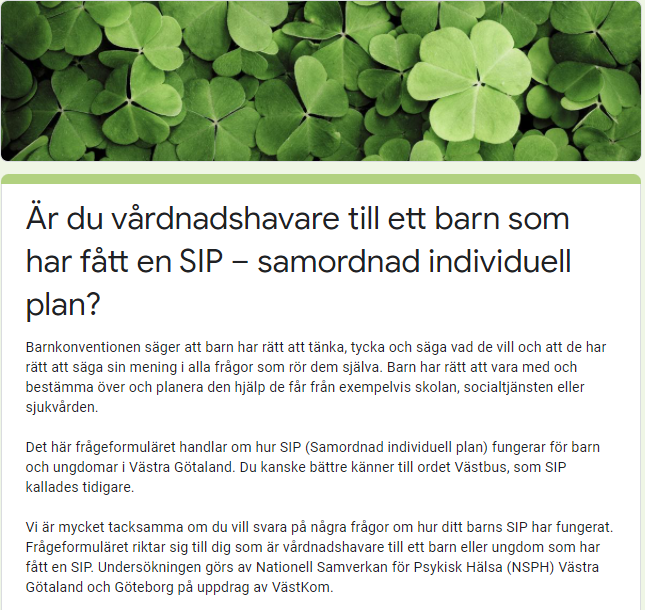 Är du vårdnadshavare till ett barn som
har fått en SIP – samordnad individuell
plan?
Barnkonventionen säger att barn har rätt att tänka, tycka och säga vad de vill och att de har
rätt att säga sin mening i alla frågor som rör dem själva. Barn har rätt att vara med och
bestämma över och planera den hjälp de får från exempelvis skolan, socialtjänsten eller
sjukvården.
Det här frågeformuläret handlar om hur SIP (Samordnad individuell plan) fungerar för barn
och ungdomar i Västra Götaland. Du kanske bättre känner till ordet Västbus, som SIP
kallades tidigare.
Vi är mycket tacksamma om du vill svara på några frågor om hur ditt barns SIP har fungerat.
Frågeformuläret riktar sig till dig som är vårdnadshavare till ett barn eller ungdom som har
fått en SIP. Undersökningen görs av Nationell Samverkan för Psykisk Hälsa (NSPH) Västra
Götaland och Göteborg på uppdrag av VästKom.